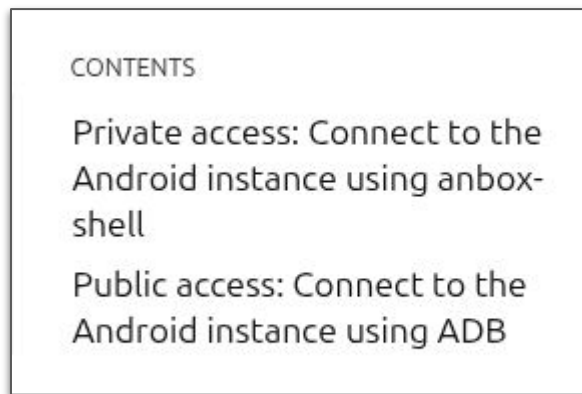 CONTENTS
Private access: Connect to the
Android instance using anbox-
shell
Public access: Connect to the
Android instance using ADB